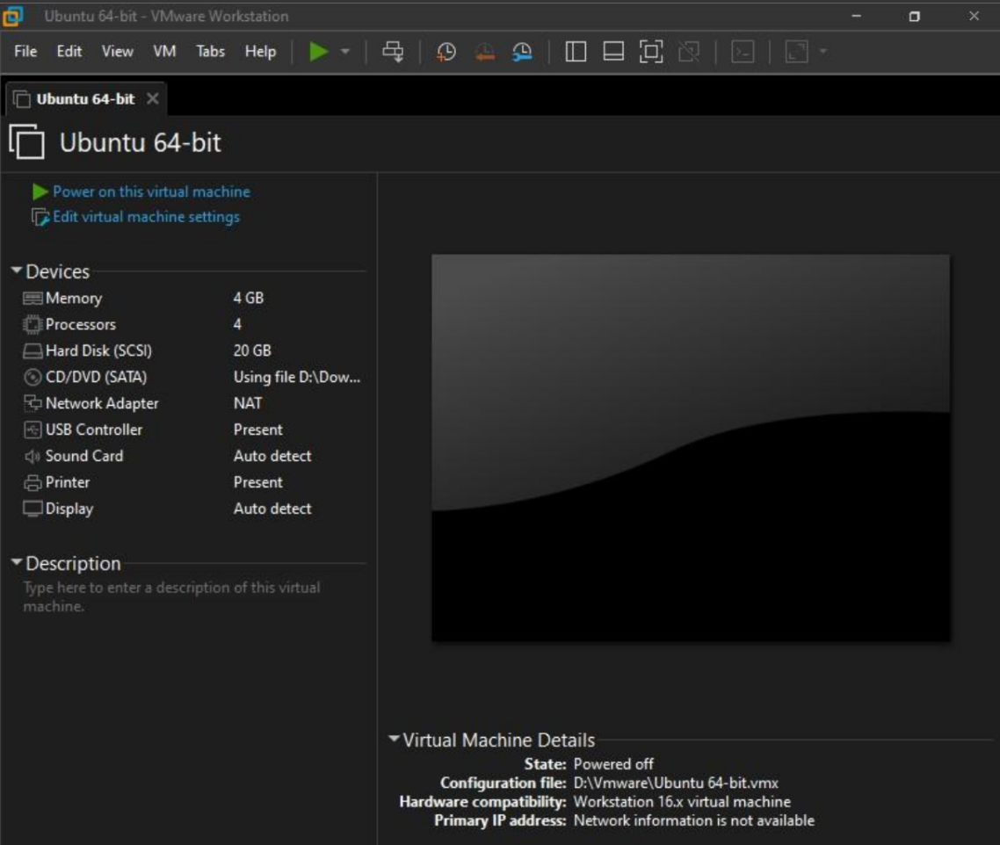 Ubuntu 64-bit - VMware Workstation
File Edit View VM Tabs Help
Ubuntu 64-bit
Ubuntu 64-bit
Power on this virtual machine
Edit virtual machine settings
Devices
Memory 4 GB
Processors 4
Hard Disk (SCSI) 20 GB
CD/DVD (SATA) Using file D:\Dow...
Network Adapter NAT
USB Controller Present
Sound Card Auto detect
Printer Present
Display Auto detect
Description
Type here to enter a description of this virtual
machine.
Virtual Machine Details
State: Powered off
Configuration file: D:\Vmware\Ubuntu 64-bit.vmx
Hardware compatibility: Workstation 16.x virtual machine
Primary IP address: Network information is not available